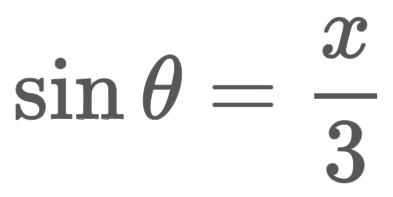 sin θ = x/3